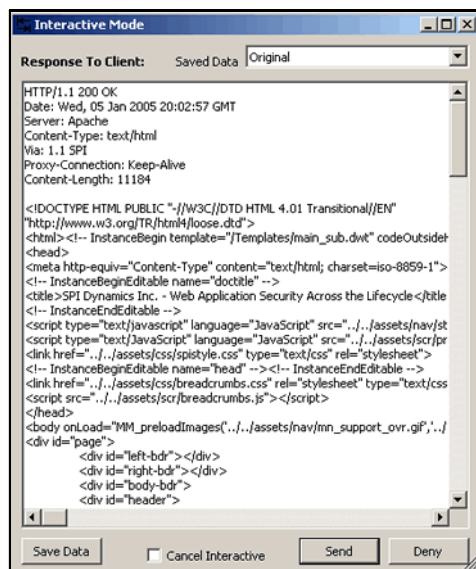 Interactive Mode
Response To Client: Saved Data Original
HTTP/1.1 200 OK
Date: Wed, 05 Jan 2005 20:02:57 GMT
Server: Apache
Content-Type: text/html
Via: 1.1 SPI
Proxy-Connection: Keep-Alive
Content-Length: 11184
<!DOCTYPE HTML PUBLIC "-//W3C//DTD HTML 4.01 Transitional//EN"
"http://www.w3.org/TR/html4/loose.dtd">
<html><!-- InstanceBegin template="/Templates/main_sub.dwt" codeOutsideH
<head>
<meta http-equiv="Content-Type" content="text/html; charset=iso-8859-1">
<!-- InstanceBeginEditable name="doctitle" -->
<title>SPI Dynamics Inc. - Web Application Security Across the Lifecycle</title
<!-- InstanceEndEditable -->
<script type="text/javascript" language="JavaScript" src="../../assets/nav/st
<script type="text/JavaScript" language="JavaScript" src="../../assets/scr/pr
<link href="../../assets/css/spistyle.css" type="text/css" rel="stylesheet">
<!-- InstanceBeginEditable name="head" --><!-- InstanceEndEditable -->
<link href="../../assets/css/breadcrumbs.css" rel="stylesheet" type="text/css
<script src="../../assets/scr/breadcrumbs.js"></script>
</head>
<body onLoad="MM_preloadImages('../../assets/nav/mn_support_ovr.gif','../
<div id="page">
<div id="left-bdr"></div>
<div id="right-bdr"></div>
<div id="body-bdr">
<div id="header">
Save Data Cancel Interactive Send Deny